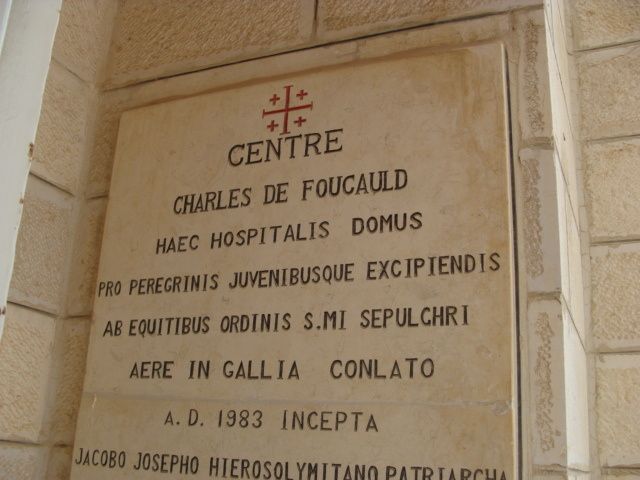 CENTRE
CHARLES DE FOUCAULD
HAEC HOSPITALIS DOMUS
PRO PEREGRINIS JUVENIBUSQUE EXCIPIENDIS
AB EQUITIBUS ORDINIS S.MI SEPULCHRI
AERE IN GALLIA CONLATO
A.D. 1983 INCEPTA
JACOBO JOSEPHO HIEROSOLYMITANO PATRIARCHA